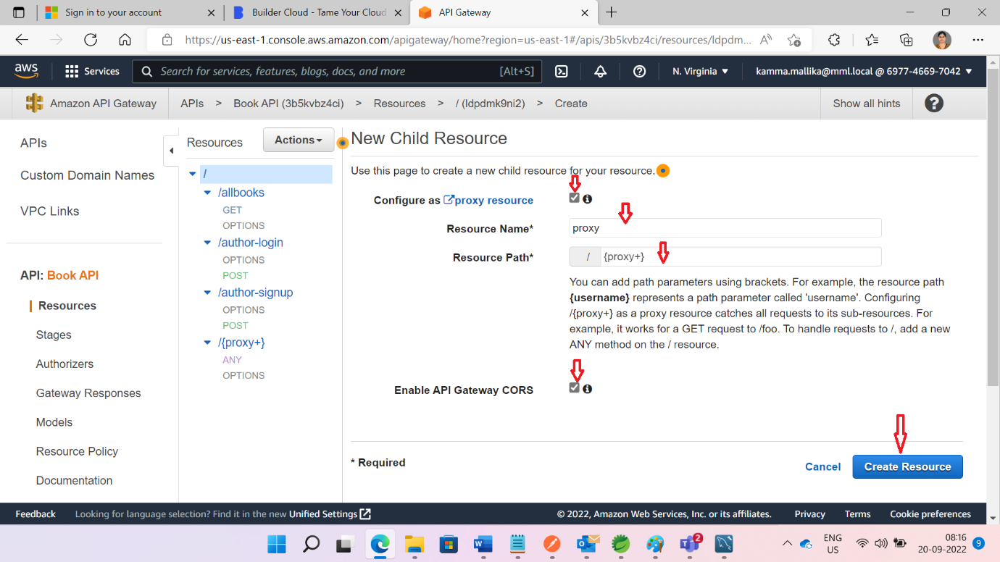 Sign in to your account
Builder Cloud - Tame Your Cloud
API Gateway
https://us-east-1.console.aws.amazon.com/apigateway/home?region=us-east-1#/apis/3b5kvbz4ci/resources/ldpdm...
aws
Services
Search for services, features, blogs, docs, and more
[Alt+S]
N. Virginia
kamma.mallika@mml.local @ 6977-4669-7042
Amazon API Gateway
APIs > Book API (3b5kvbz4ci) > Resources > / (ldpdmk9ni2) > Create
Show all hints
?
APIs
Custom Domain Names
VPC Links
API: Book API
Resources
Stages
Authorizers
Gateway Responses
Models
Resource Policy
Documentation
Resources
Actions
/
/allbooks
GET
OPTIONS
/author-login
OPTIONS
POST
/author-signup
OPTIONS
POST
/{proxy+}
ANY
OPTIONS
New Child Resource
Use this page to create a new child resource for your resource.
Configure as proxy resource
Resource Name*
proxy
Resource Path*
/ {proxy+}
You can add path parameters using brackets. For example, the resource path
{username} represents a path parameter called 'username'. Configuring
/{proxy+} as a proxy resource catches all requests to its sub-resources. For
example, it works for a GET request to /foo. To handle requests to /, add a new
ANY method on the / resource.
Enable API Gateway CORS
* Required
Cancel
Create Resource
Feedback
Looking for language selection? Find it in the new Unified Settings
© 2022, Amazon Web Services, Inc. or its affiliates.
Privacy
Terms
Cookie preferences
2
ENG
US
08:16
20-09-2022
9